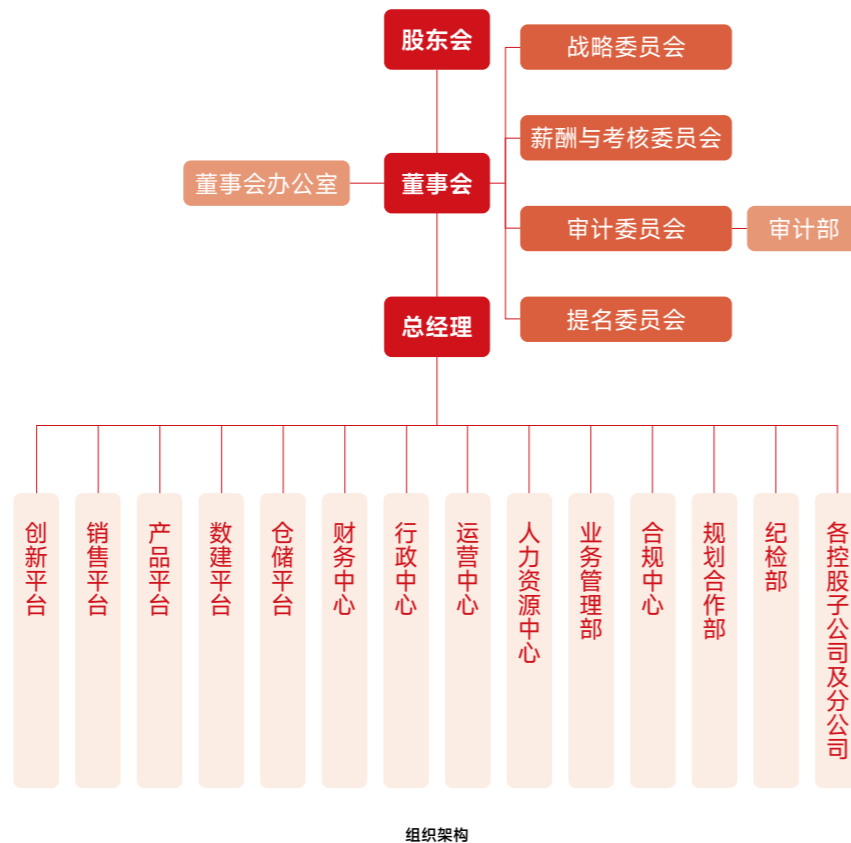 股东会
战略委员会
薪酬与考核委员会
董事会办公室
董事会
审计委员会
审计部
总经理
提名委员会
创新平台
销售平台
产品平台
数建平台
仓储平台
财务中心
行政中心
运营中心
人力资源中心
业务管理部
合规中心
规划合作部
纪检部
各控股子公司及分公司
组织架构